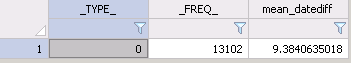 _TYPE_ _FREQ_ mean_datediff
1 0 13102 9.3840635018